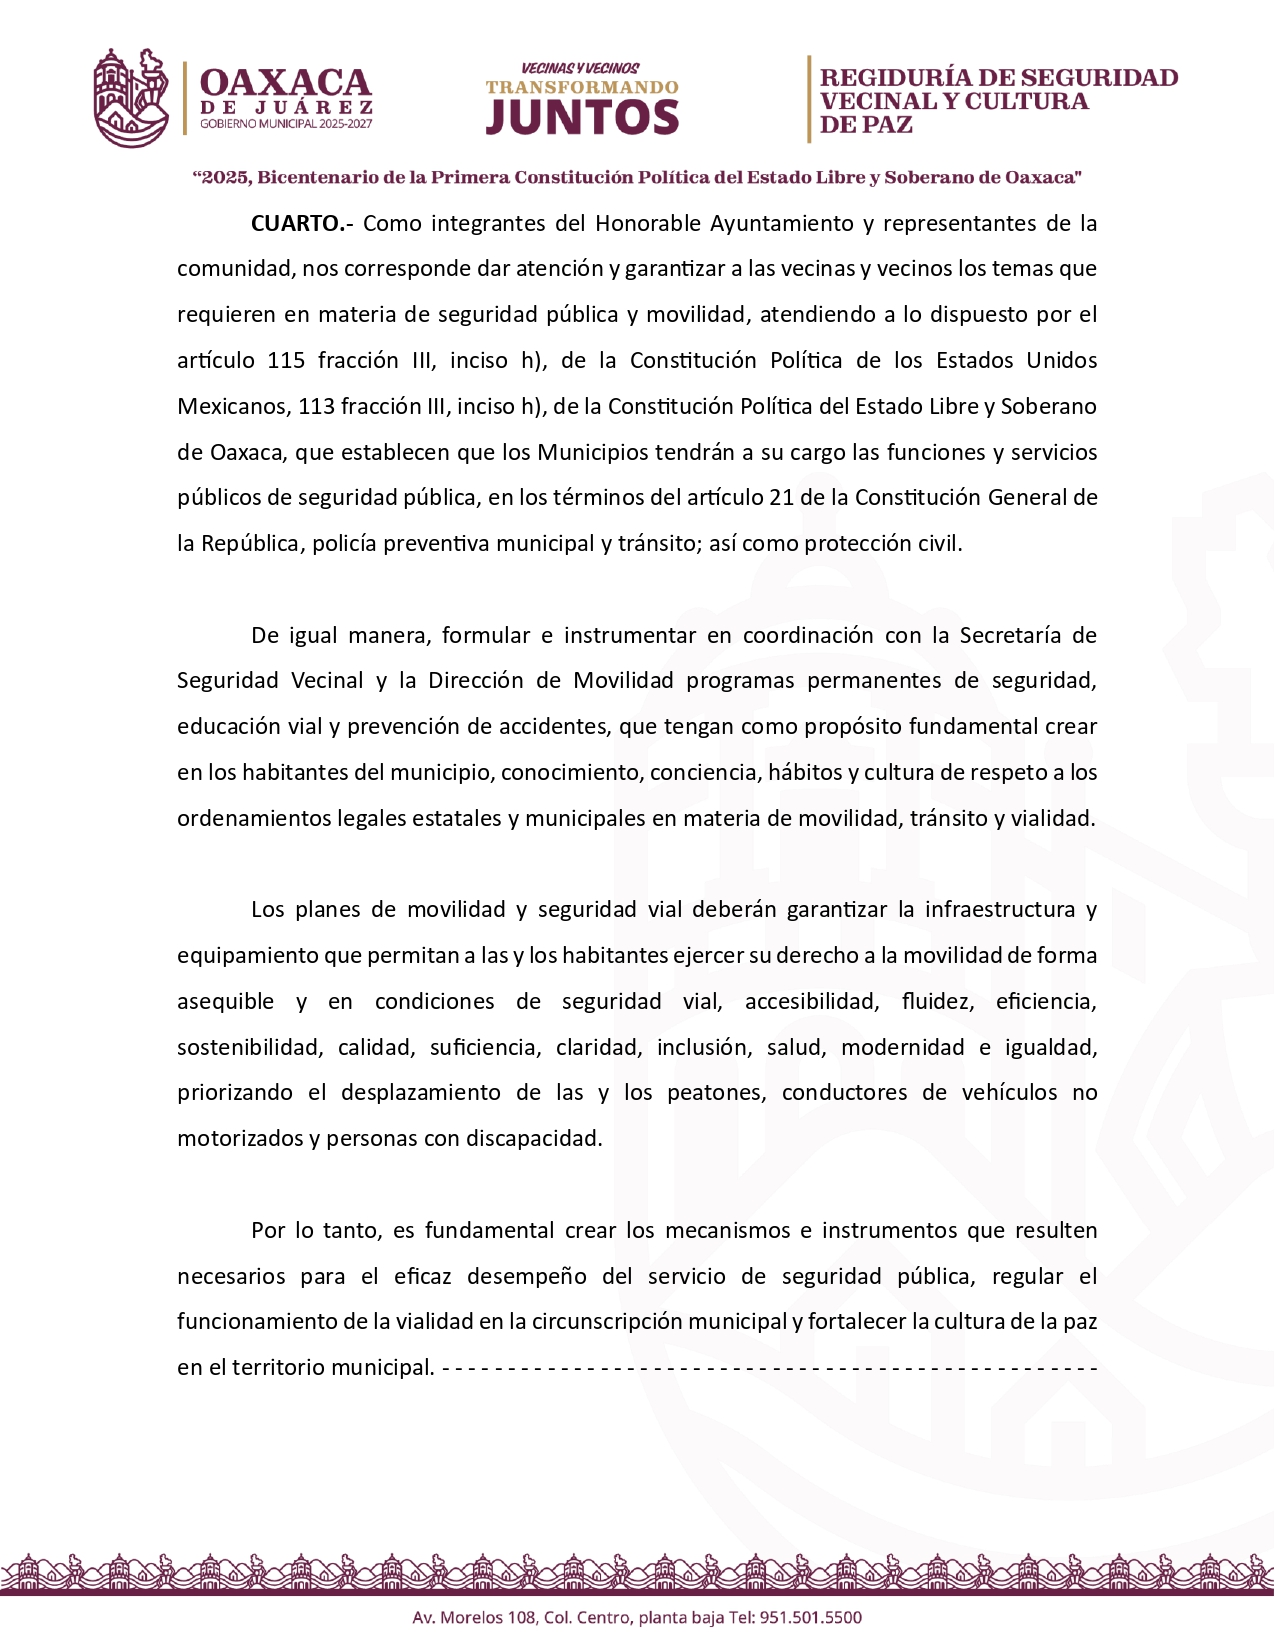 OAXACA
DE JUÁREZ
GOBIERNO MUNICIPAL 2025-2027
VECINAS Y VECINOS
TRANSFORMANDO
JUNTOS
REGIDURÍA DE SEGURIDAD
VECINAL Y CULTURA
DE PAZ
“2025, Bicentenario de la Primera Constitución Política del Estado Libre y Soberano de Oaxaca"
CUARTO.- Como integrantes del Honorable Ayuntamiento y representantes de la
comunidad, nos corresponde dar atención y garantizar a las vecinas y vecinos los temas que
requieren en materia de seguridad pública y movilidad, atendiendo a lo dispuesto por el
artículo 115 fracción III, inciso h), de la Constitución Política de los Estados Unidos
Mexicanos, 113 fracción III, inciso h), de la Constitución Política del Estado Libre y Soberano
de Oaxaca, que establecen que los Municipios tendrán a su cargo las funciones y servicios
públicos de seguridad pública, en los términos del artículo 21 de la Constitución General de
la República, policía preventiva municipal y tránsito; así como protección civil.
De igual manera, formular e instrumentar en coordinación con la Secretaría de
Seguridad Vecinal y la Dirección de Movilidad programas permanentes de seguridad,
educación vial y prevención de accidentes, que tengan como propósito fundamental crear
en los habitantes del municipio, conocimiento, conciencia, hábitos y cultura de respeto a los
ordenamientos legales estatales y municipales en materia de movilidad, tránsito y vialidad.
Los planes de movilidad y seguridad vial deberán garantizar la infraestructura y
equipamiento que permitan a las y los habitantes ejercer su derecho a la movilidad de forma
asequible y en condiciones de seguridad vial, accesibilidad, fluidez, eficiencia,
sostenibilidad, calidad, suficiencia, claridad, inclusión, salud, modernidad e igualdad,
priorizando el desplazamiento de las y los peatones, conductores de vehículos no
motorizados y personas con discapacidad.
Por lo tanto, es fundamental crear los mecanismos e instrumentos que resulten
necesarios para el eficaz desempeño del servicio de seguridad pública, regular el
funcionamiento de la vialidad en la circunscripción municipal y fortalecer la cultura de la paz
en el territorio municipal. - - - - - - - - - - - - - - - - - - - - - - - - - - - - - - - - - - - - - - - - - - - - - - - - - -
Av. Morelos 108, Col. Centro, planta baja Tel: 951.501.5500